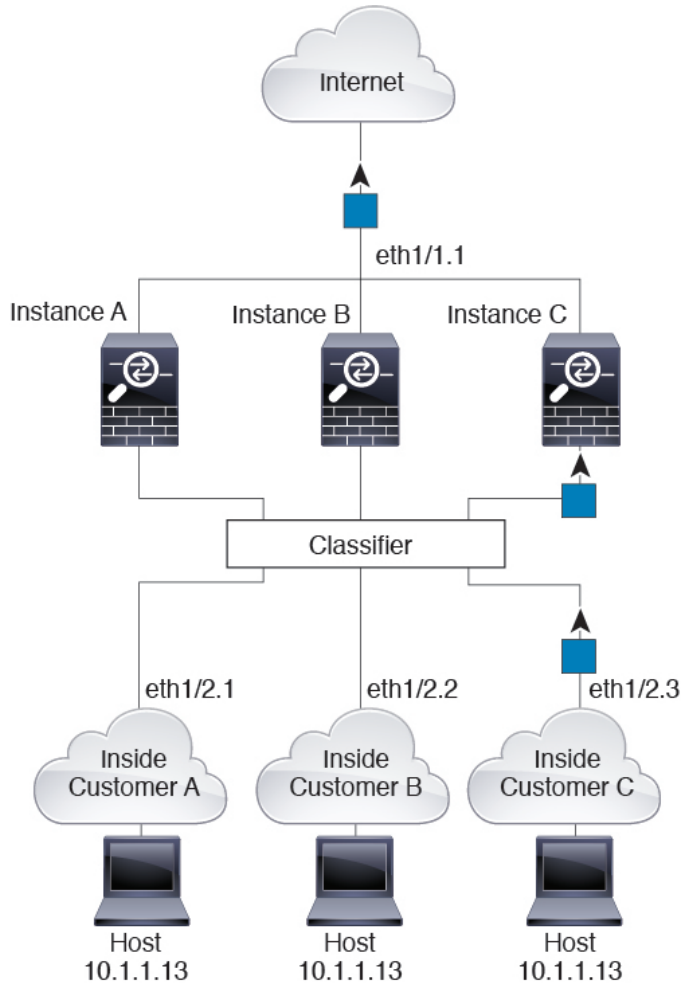 Internet
eth1/1.1
Instance A
Instance B
Instance C
Classifier
eth1/2.1
eth1/2.2
eth1/2.3
Inside
Customer A
Inside
Customer B
Inside
Customer C
Host
10.1.1.13
Host
10.1.1.13
Host
10.1.1.13